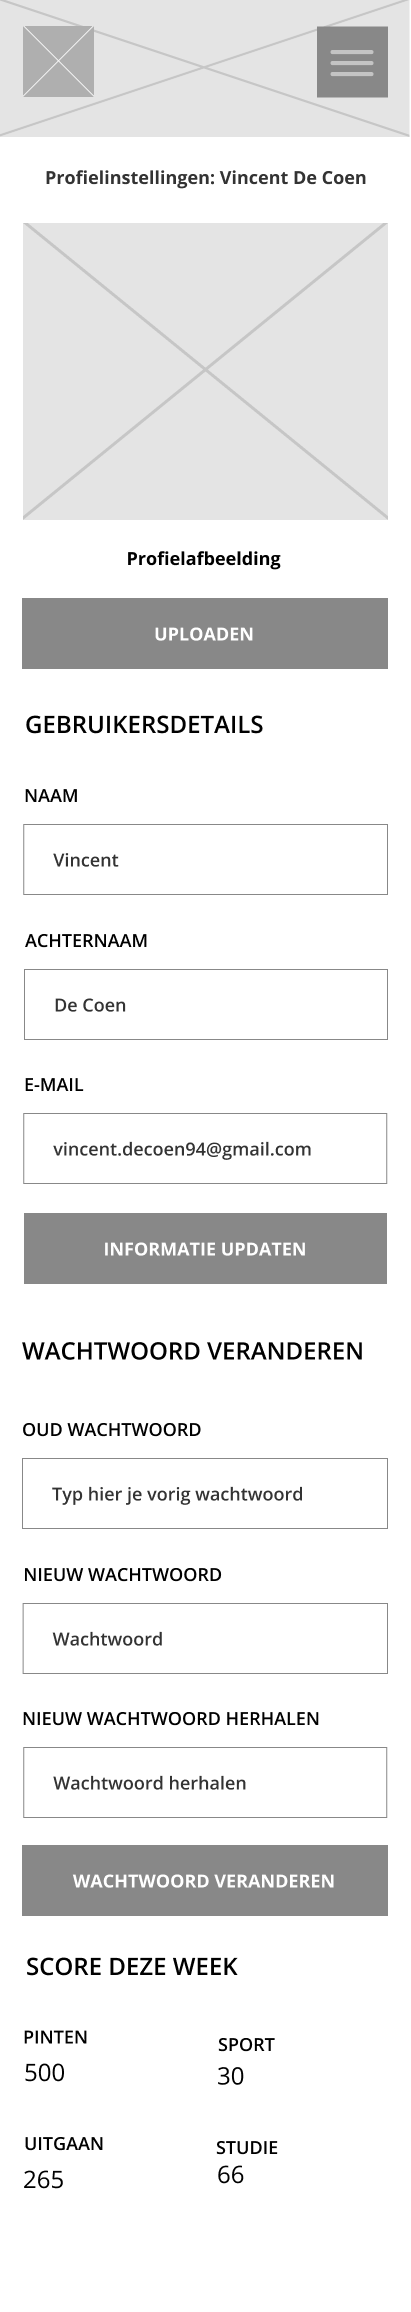 Profielinstellingen: Vincent De Coen
Profielafbeelding
UPLOADEN
GEBRUIKERSDETAILS
NAAM
Vincent
ACHTERNAAM
De Coen
E-MAIL
vincent.decoen94@gmail.com
INFORMATIE UPDATEN
WACHTWOORD VERANDEREN
OUD WACHTWOORD
Typ hier je vorig wachtwoord
NIEUW WACHTWOORD
Wachtwoord
NIEUW WACHTWOORD HERHALEN
Wachtwoord herhalen
WACHTWOORD VERANDEREN
SCORE DEZE WEEK
PINTEN
500
SPORT
30
UITGAAN
265
STUDIE
66